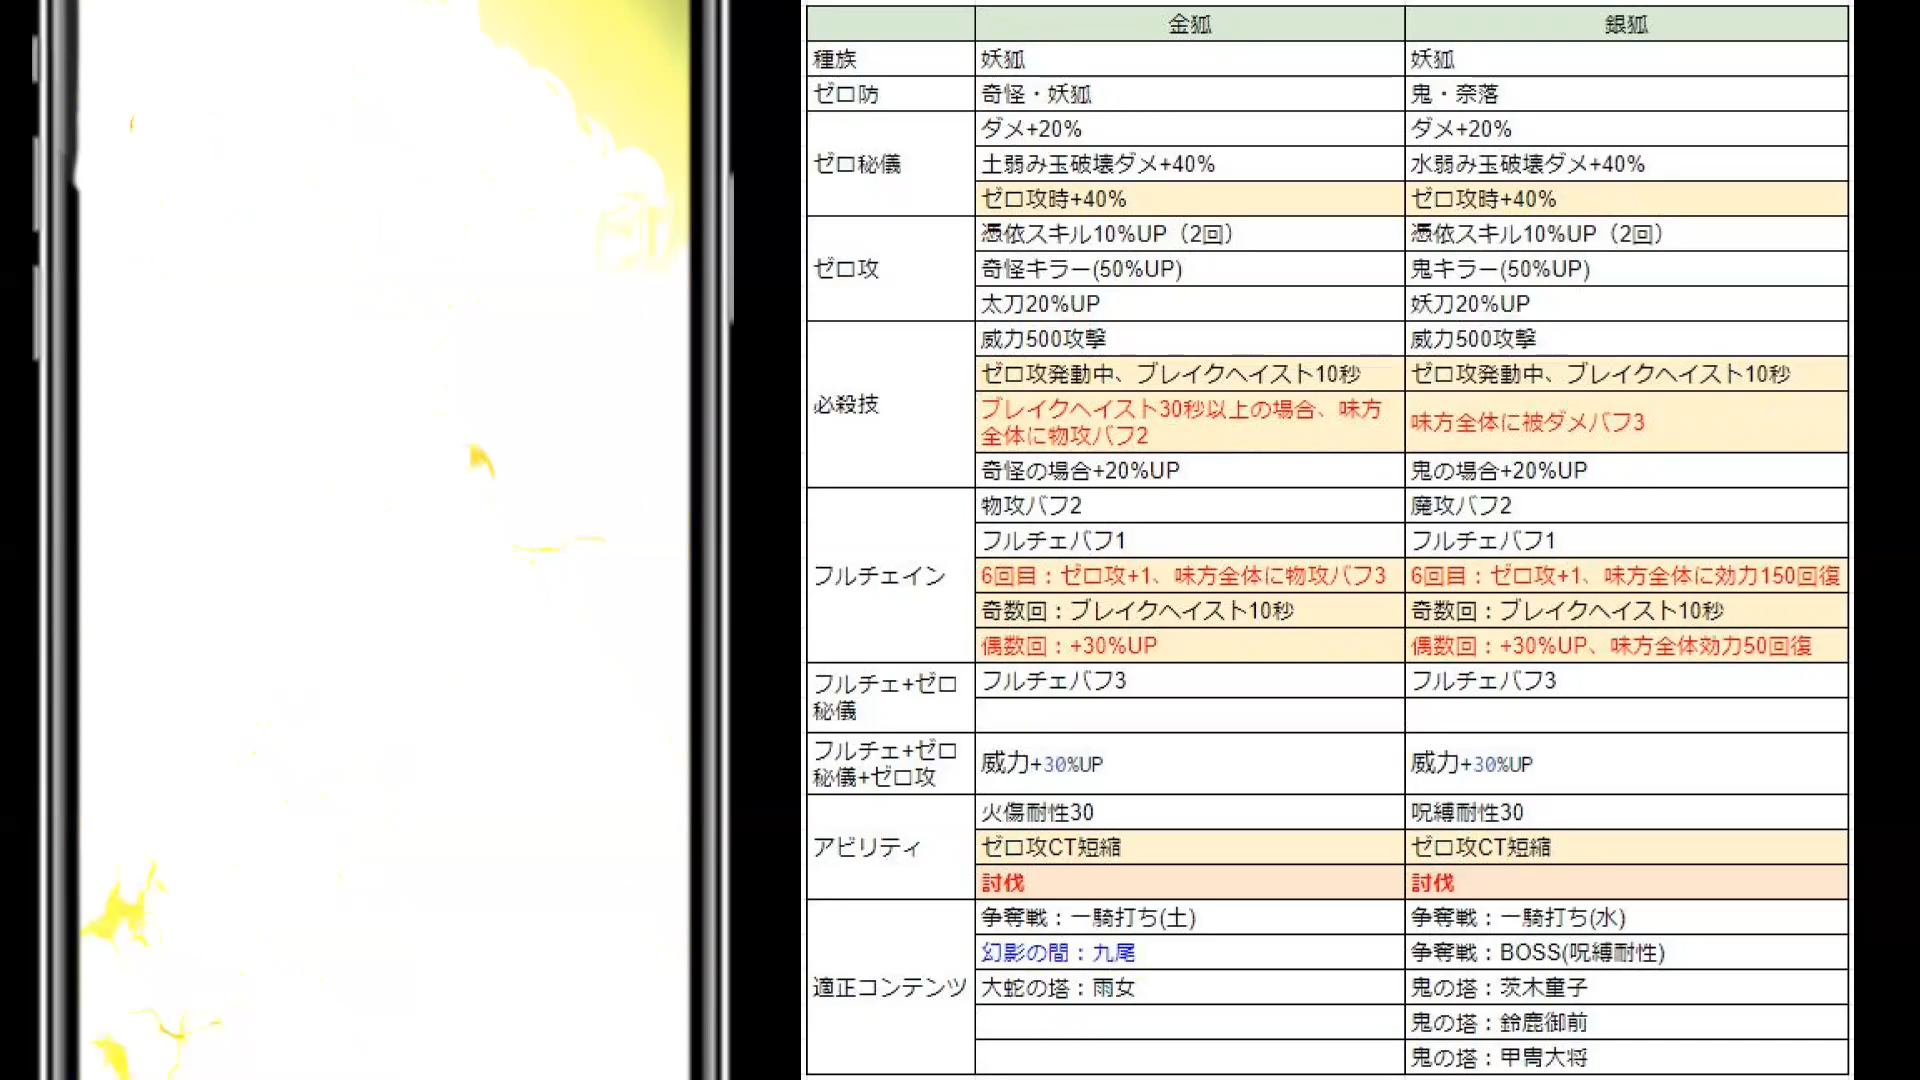 金狐 銀狐
種族 妖狐 妖狐
ゼロ防 奇怪・妖狐 鬼・奈落
ゼロ秘儀 ダメ+20% ダメ+20%
土弱み玉破壊ダメ+40% 水弱み玉破壊ダメ+40%
ゼロ攻時+40% ゼロ攻時+40%
ゼロ攻 憑依スキル10%UP（2回） 憑依スキル10%UP（2回）
奇怪キラー(50%UP) 鬼キラー(50%UP)
太刀20%UP 妖刀20%UP
必殺技 威力500攻撃 威力500攻撃
ゼロ攻発動中、ブレイクヘイスト10秒 ゼロ攻発動中、ブレイクヘイスト10秒
ブレイクヘイスト30秒以上の場合、味方
全体に物攻バフ2 味方全体に被ダメバフ3
奇怪の場合+20%UP 鬼の場合+20%UP
フルチェイン 物攻バフ2 魔攻バフ2
フルチェバフ1 フルチェバフ1
6回目：ゼロ攻+1、味方全体に物攻バフ3 6回目：ゼロ攻+1、味方全体に効力150回復
奇数回：ブレイクヘイスト10秒 奇数回：ブレイクヘイスト10秒
偶数回：+30%UP 偶数回：+30%UP、味方全体効力50回復
フルチェ+ゼロ
秘儀 フルチェバフ3 フルチェバフ3
フルチェ+ゼロ
秘儀+ゼロ攻 威力+30%UP 威力+30%UP
アビリティ 火傷耐性30 呪縛耐性30
ゼロ攻CT短縮 ゼロ攻CT短縮
討伐 討伐
適正コンテンツ 争奪戦：一騎打ち(土) 争奪戦：一騎打ち(水)
幻影の間：九尾 争奪戦：BOSS(呪縛耐性)
大蛇の塔：雨女 鬼の塔：茨木童子
鬼の塔：鈴鹿御前
鬼の塔：甲冑大将